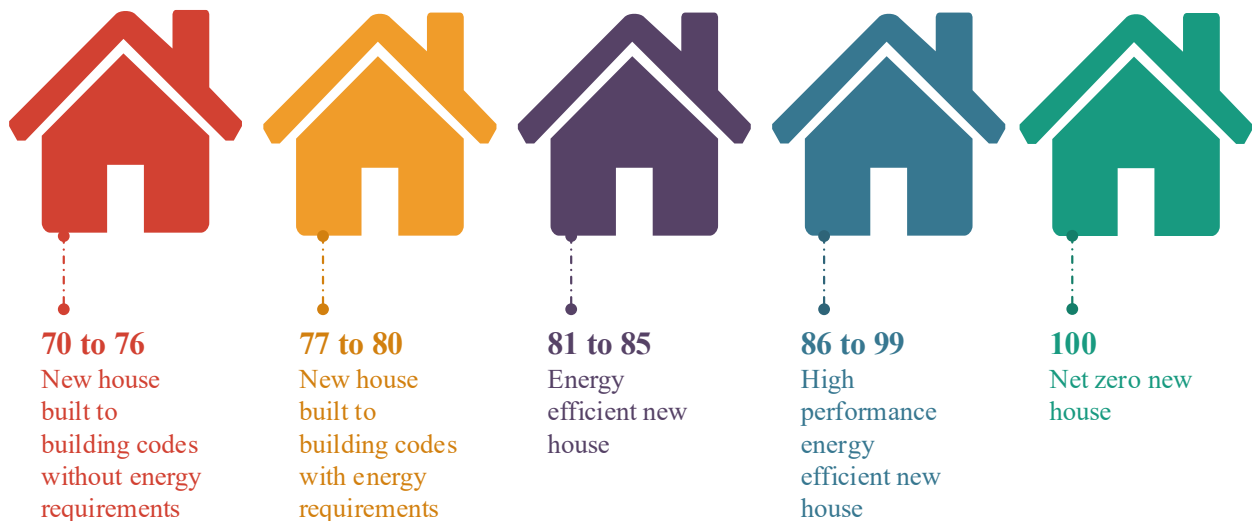 70 to 76
New house
built to
building codes
without energy
requirements
77 to 80
New house
built to
building codes
with energy
requirements
81 to 85
Energy
efficient new
house
86 to 99
High
performance
energy
efficient new
house
100
Net zero new
house